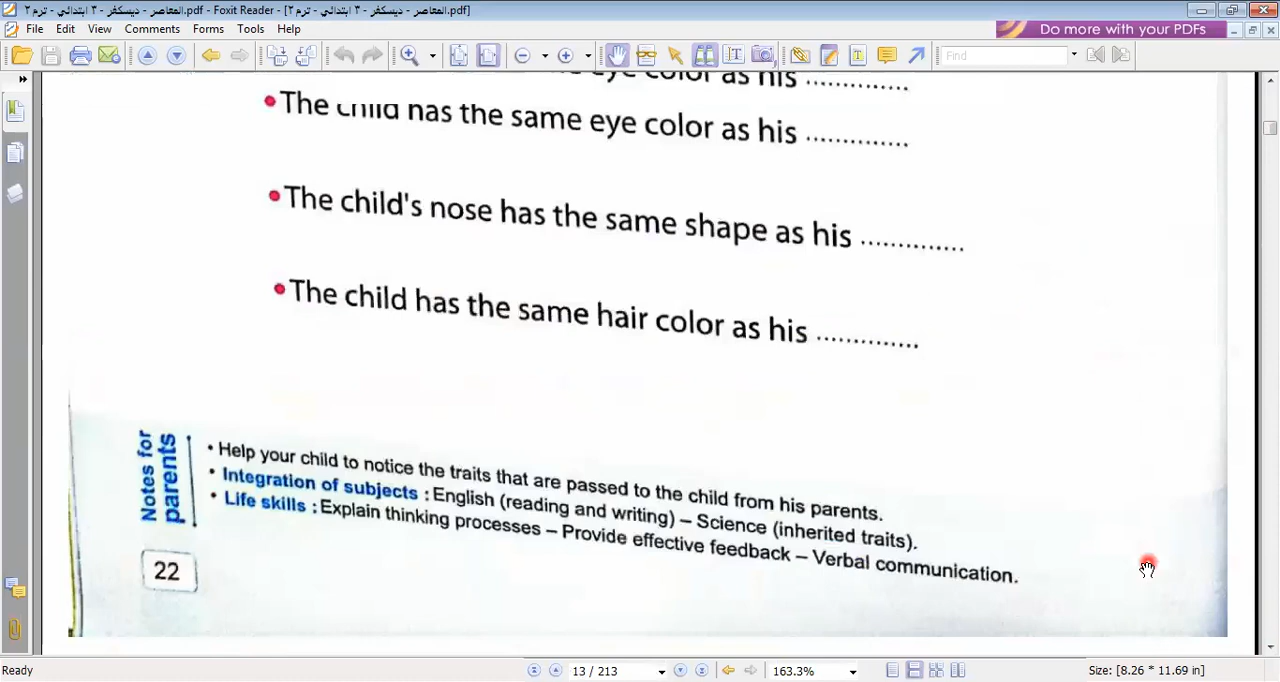 المعاصر - ديسكفر - ٣ ابتدائي - ترم ٢.pdf - Foxit Reader - [المعاصر - ديسكفر - ٣ ابتدائي - ترم ٢.pdf]
File Edit View Comments Forms Tools Help
Do more with your PDFs
Find
eye color as his ..............
The child has the same eye color as his ..............
The child's nose has the same shape as his ..............
The child has the same hair color as his ..............
Notes for parents
• Help your child to notice the traits that are passed to the child from his parents.
• Integration of subjects : English (reading and writing) – Science (inherited traits).
• Life skills : Explain thinking processes – Provide effective feedback – Verbal communication.
22
Ready
13 / 213
163.3%
Size: [8.26 * 11.69 in]